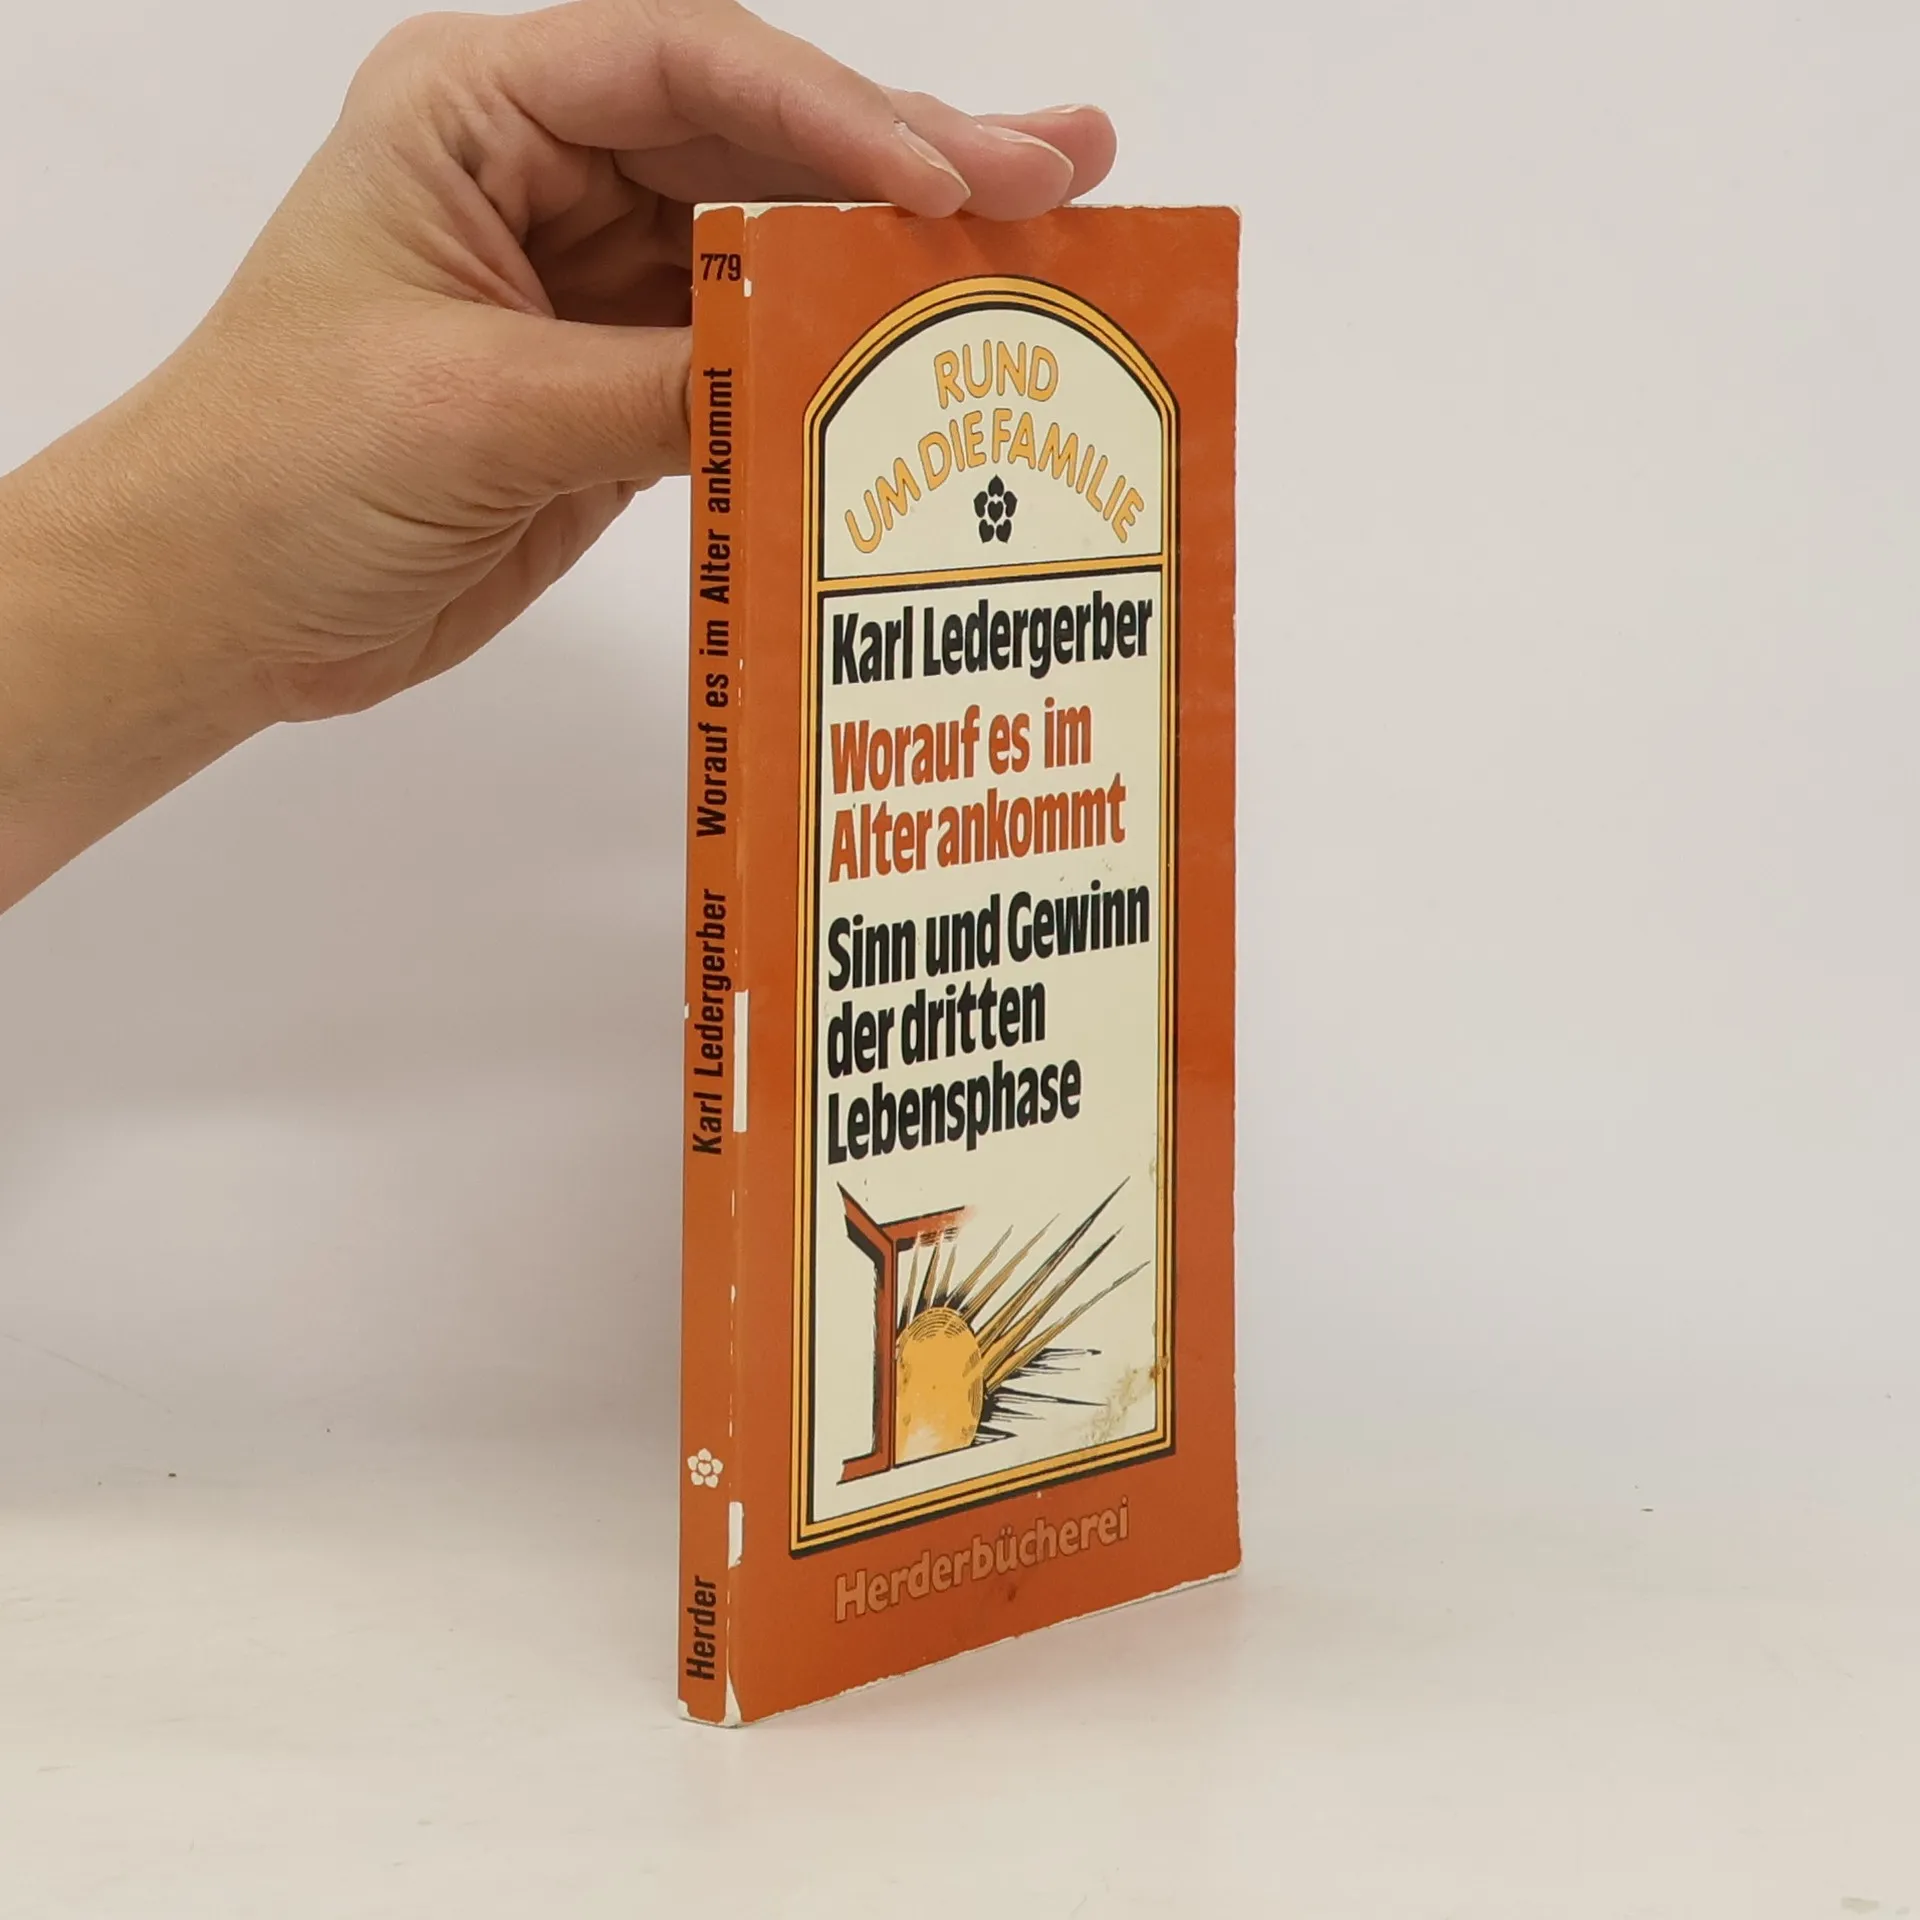 779
Karl Ledergerber Worauf es im Alter ankommt
Herder
RUND
UM DIE FAMILIE
Karl Ledergerber
Worauf es im
Alter ankommt
Sinn und Gewinn
der dritten
Lebensphase
Herderbücherei